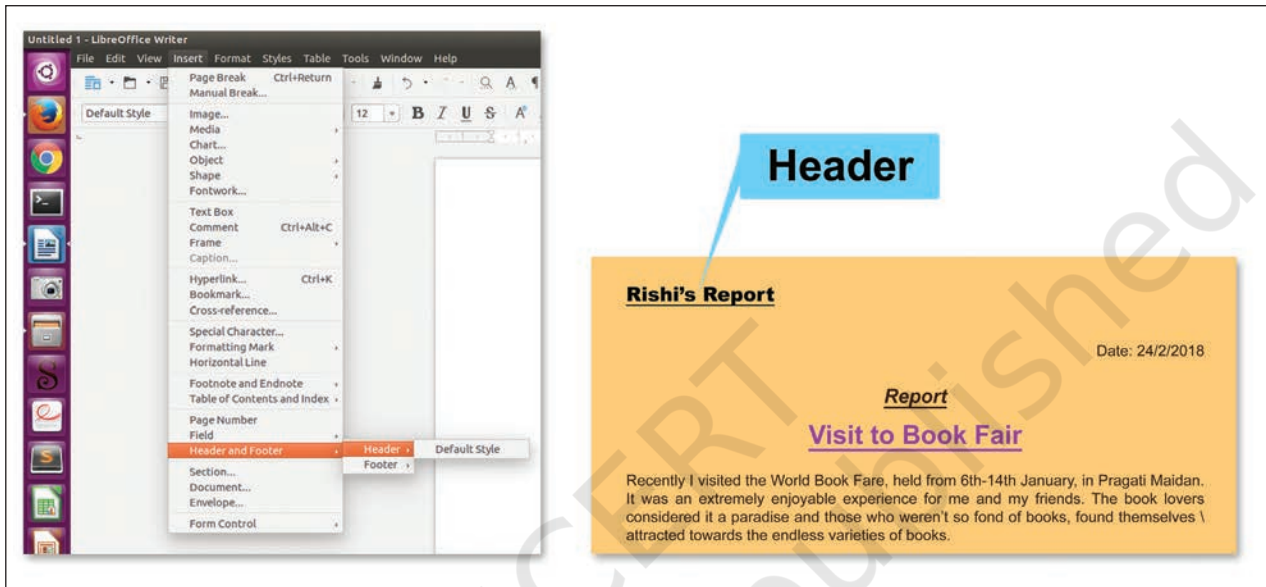 Untitled 1 - LibreOffice Writer
File Edit View Insert Format Styles Table Tools Window Help
Default Style
12
B I U S A
Page Break Ctrl+Return
Manual Break...
Image...
Media
Chart...
Object
Shape
Fontwork...
Text Box
Comment Ctrl+Alt+C
Frame
Caption...
Hyperlink... Ctrl+K
Bookmark...
Cross-reference...
Special Character...
Formatting Mark
Horizontal Line
Footnote and Endnote
Table of Contents and Index
Page Number
Field
Header and Footer
Header
Default Style
Footer
Section...
Document...
Envelope...
Form Control
Header
Rishi's Report
Date: 24/2/2018
Report
Visit to Book Fair
Recently I visited the World Book Fare, held from 6th-14th January, in Pragati Maidan.
It was an extremely enjoyable experience for me and my friends. The book lovers
considered it a paradise and those who weren't so fond of books, found themselves \
attracted towards the endless varieties of books.